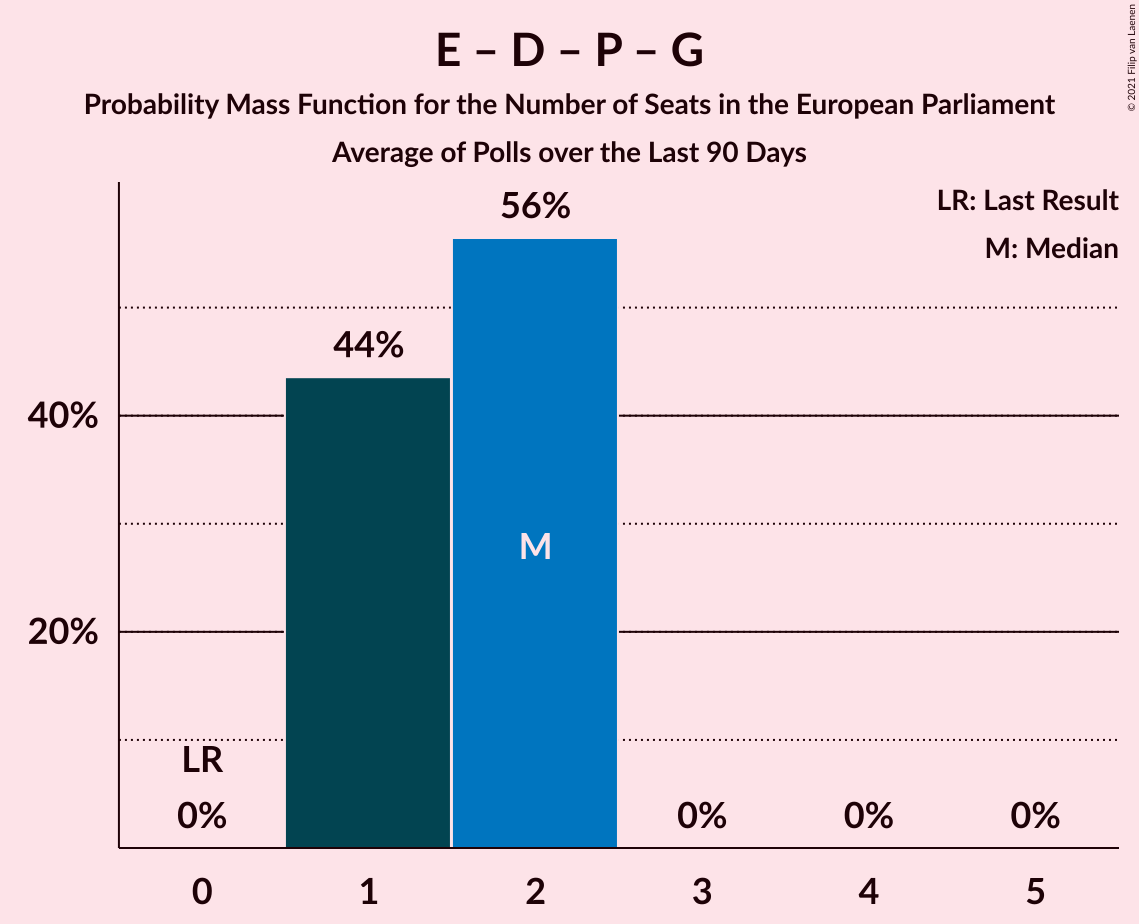 E – D – P – G
Probability Mass Function for the Number of Seats in the European Parliament
Average of Polls over the Last 90 Days
© 2021 Filip van Laenen
LR: Last Result
M: Median
56%
44%
40%
M
20%
LR
0%
0%
0%
0%
0
1
2
3
4
5